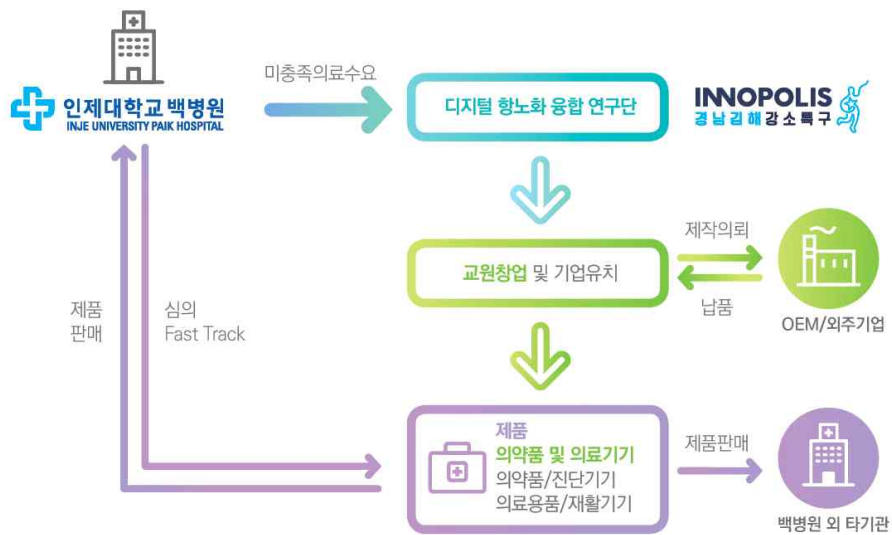 미충족의료수요
인제대학교백병원
INJE UNIVERSITY PAIK HOSPITAL
디지털 항노화 융합 연구단
INNOPOLIS
경남김해강소특구
교원창업 및 기업유치
제작의뢰
납품
OEM/외주기업
제품
판매
심의
Fast Track
제품
의약품 및 의료기기
의약품/진단기기
의료용품/재활기기
제품판매
백병원 외 타기관